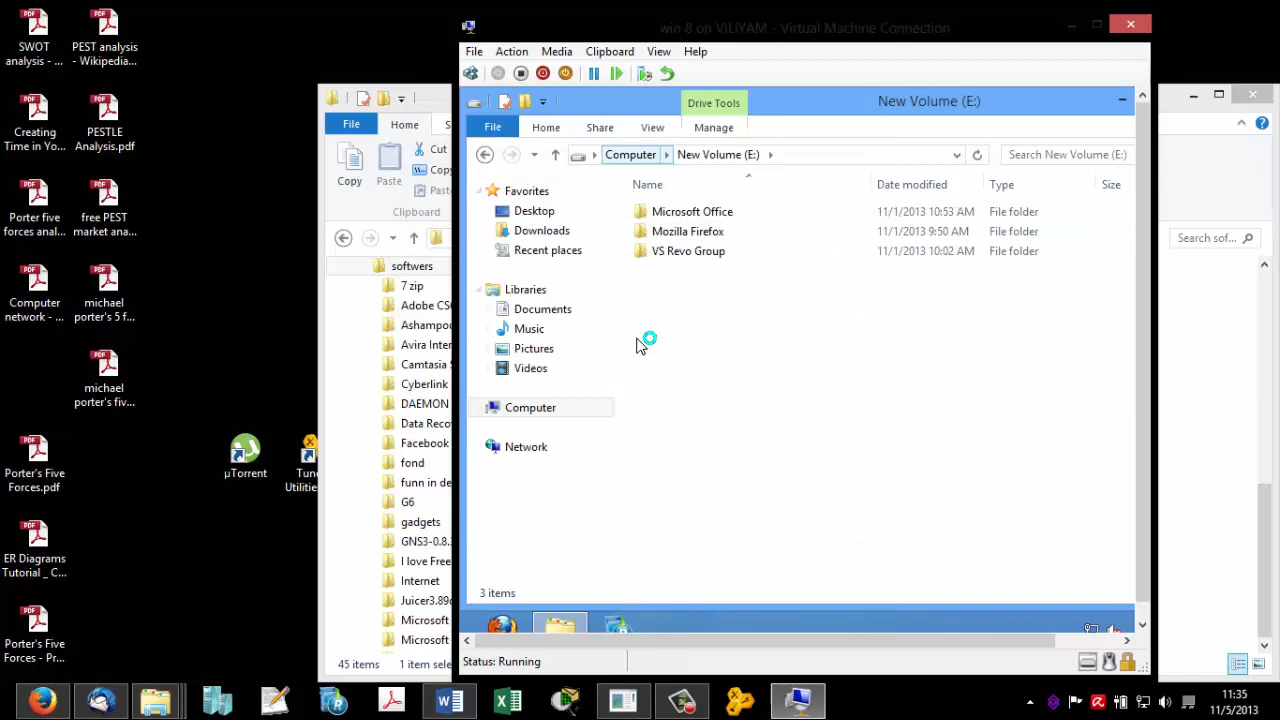 SWOT
analysis - ...
PEST analysis
- Wikipedia...
Creating
Time in Yo...
PESTLE
Analysis.pdf
Porter five
forces anal...
free PEST
market ana...
Computer
network - ...
michael
porter's 5 f...
michael
porter's fiv...
Porter's Five
Forces.pdf
ER Diagrams
Tutorial _ C...
Porter's Five
Forces - Pr...
µTorrent
Tune
Utilities
File
Home
Copy
Paste
Cut
Copy
Paste
Clipboard
softwers
7 zip
Adobe CS
Ashampoo
Avira Inter
Camtasia S
Cyberlink
DAEMON
Data Reco
Facebook
fond
funn in de
G6
gadgets
GNS3-0.8.
I love Free
Internet
Juicer3.89
Microsoft
Microsoft
45 items
1 item sele
win 8 on VILIYAM - Virtual Machine Connection
File Action Media Clipboard View Help
Drive Tools
New Volume (E:)
File Home Share View Manage
Computer New Volume (E:)
Search New Volume (E:)
Name Date modified Type Size
Microsoft Office 11/1/2013 10:53 AM File folder
Mozilla Firefox 11/1/2013 9:50 AM File folder
VS Revo Group 11/1/2013 10:02 AM File folder
Favorites
Desktop
Downloads
Recent places
Libraries
Documents
Music
Pictures
Videos
Computer
Network
3 items
Status: Running
Search sof...
11:35
11/5/2013